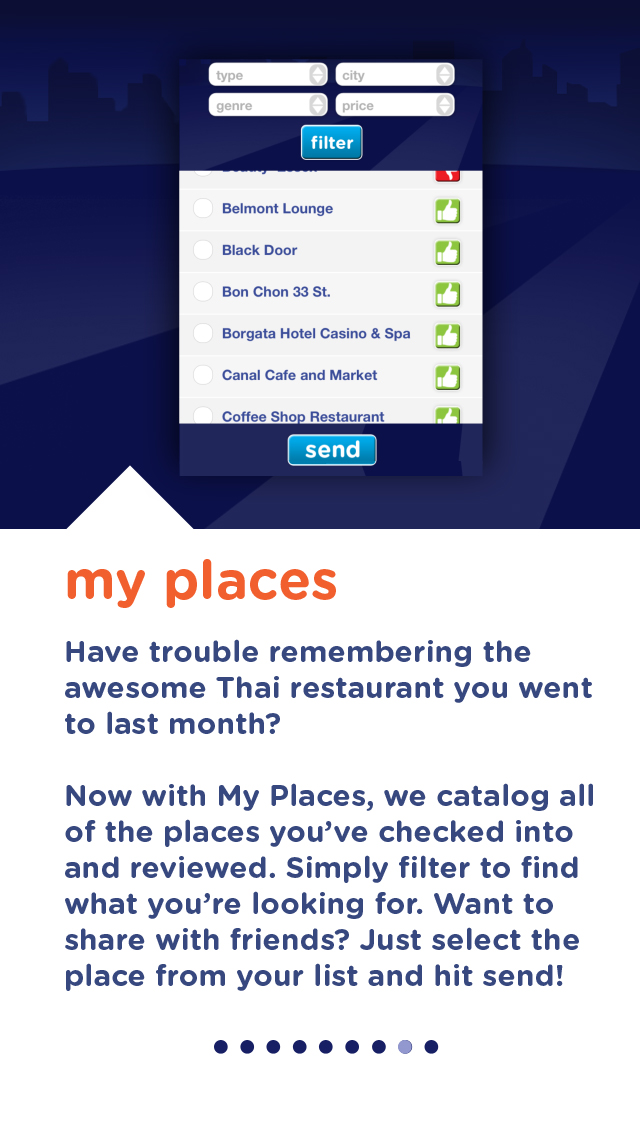 type
city
genre
price
filter
Belmont Lounge
Black Door
Bon Chon 33 St.
Borgata Hotel Casino & Spa
Canal Cafe and Market
Coffee Shop Restaurant
send
my places
Have trouble remembering the
awesome Thai restaurant you went
to last month?
Now with My Places, we catalog all
of the places you’ve checked into
and reviewed. Simply filter to find
what you’re looking for. Want to
share with friends? Just select the
place from your list and hit send!